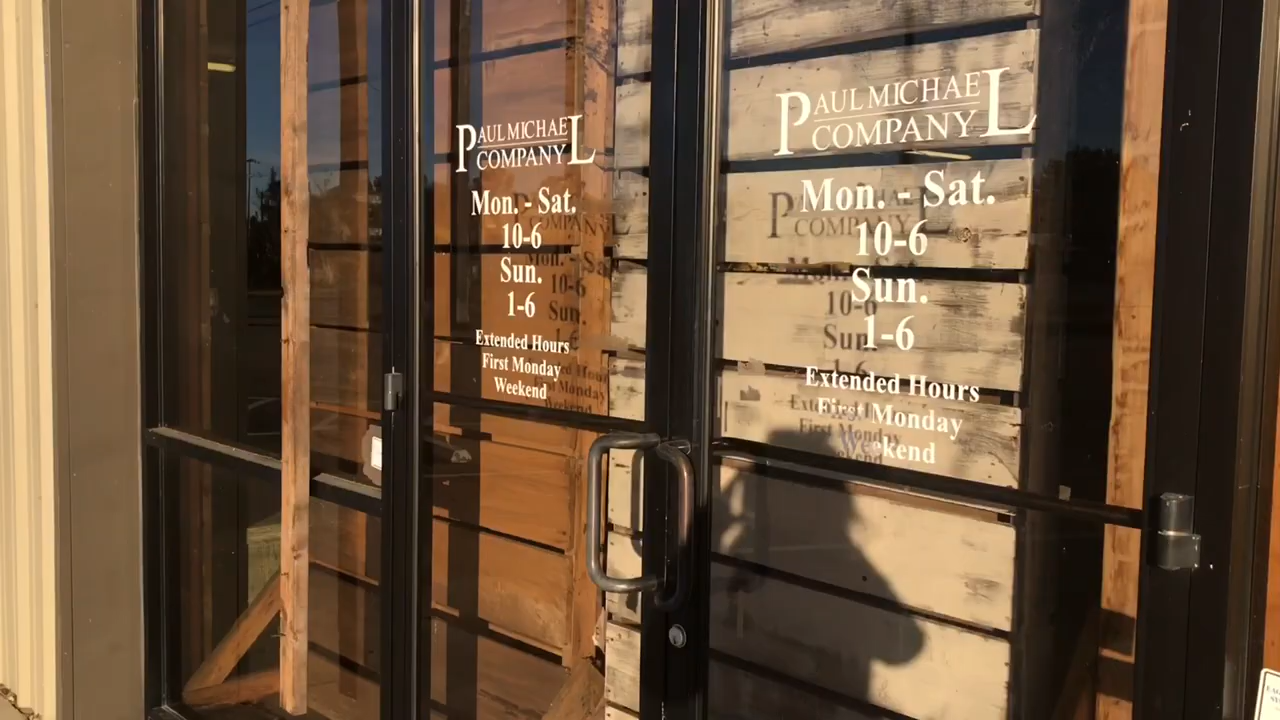 PAUL MICHAEL
COMPANY
Mon. - Sat.
10-6
Sun.
1-6
Extended Hours
First Monday
Weekend
PAUL MICHAEL
COMPANY
Mon. - Sat.
10-6
Sun.
1-6
Extended Hours
First Monday
Weekend